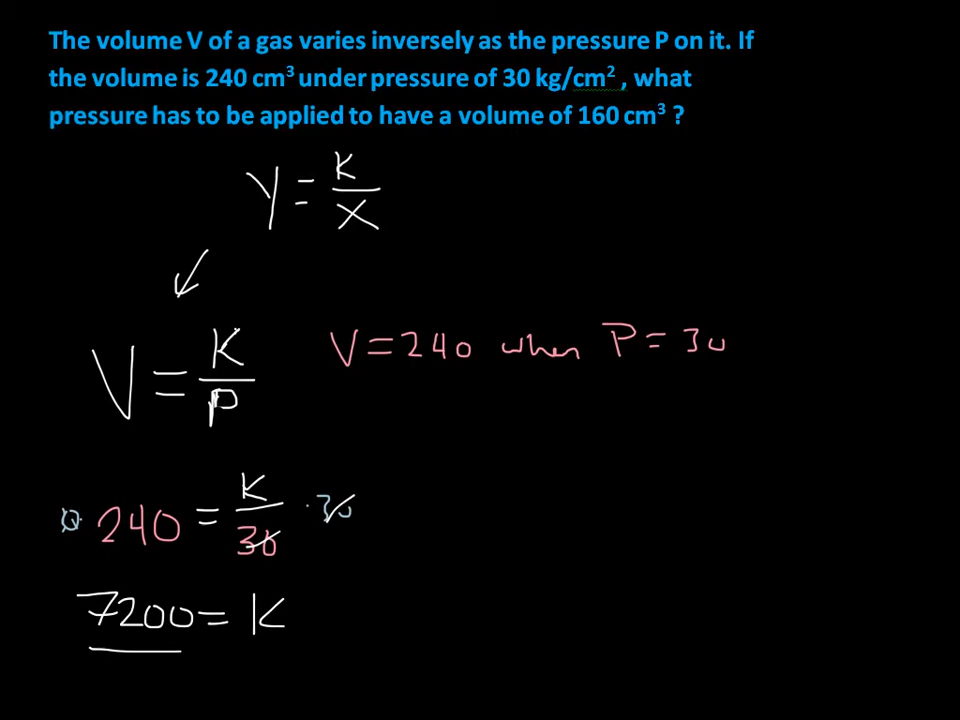 The volume V of a gas varies inversely as the pressure P on it. If
the volume is 240 cm³ under pressure of 30 kg/cm² , what
pressure has to be applied to have a volume of 160 cm³ ?
Y = K/X
V = K/P
V = 240 when P = 30
240 = K/30 · 30
7200 = K